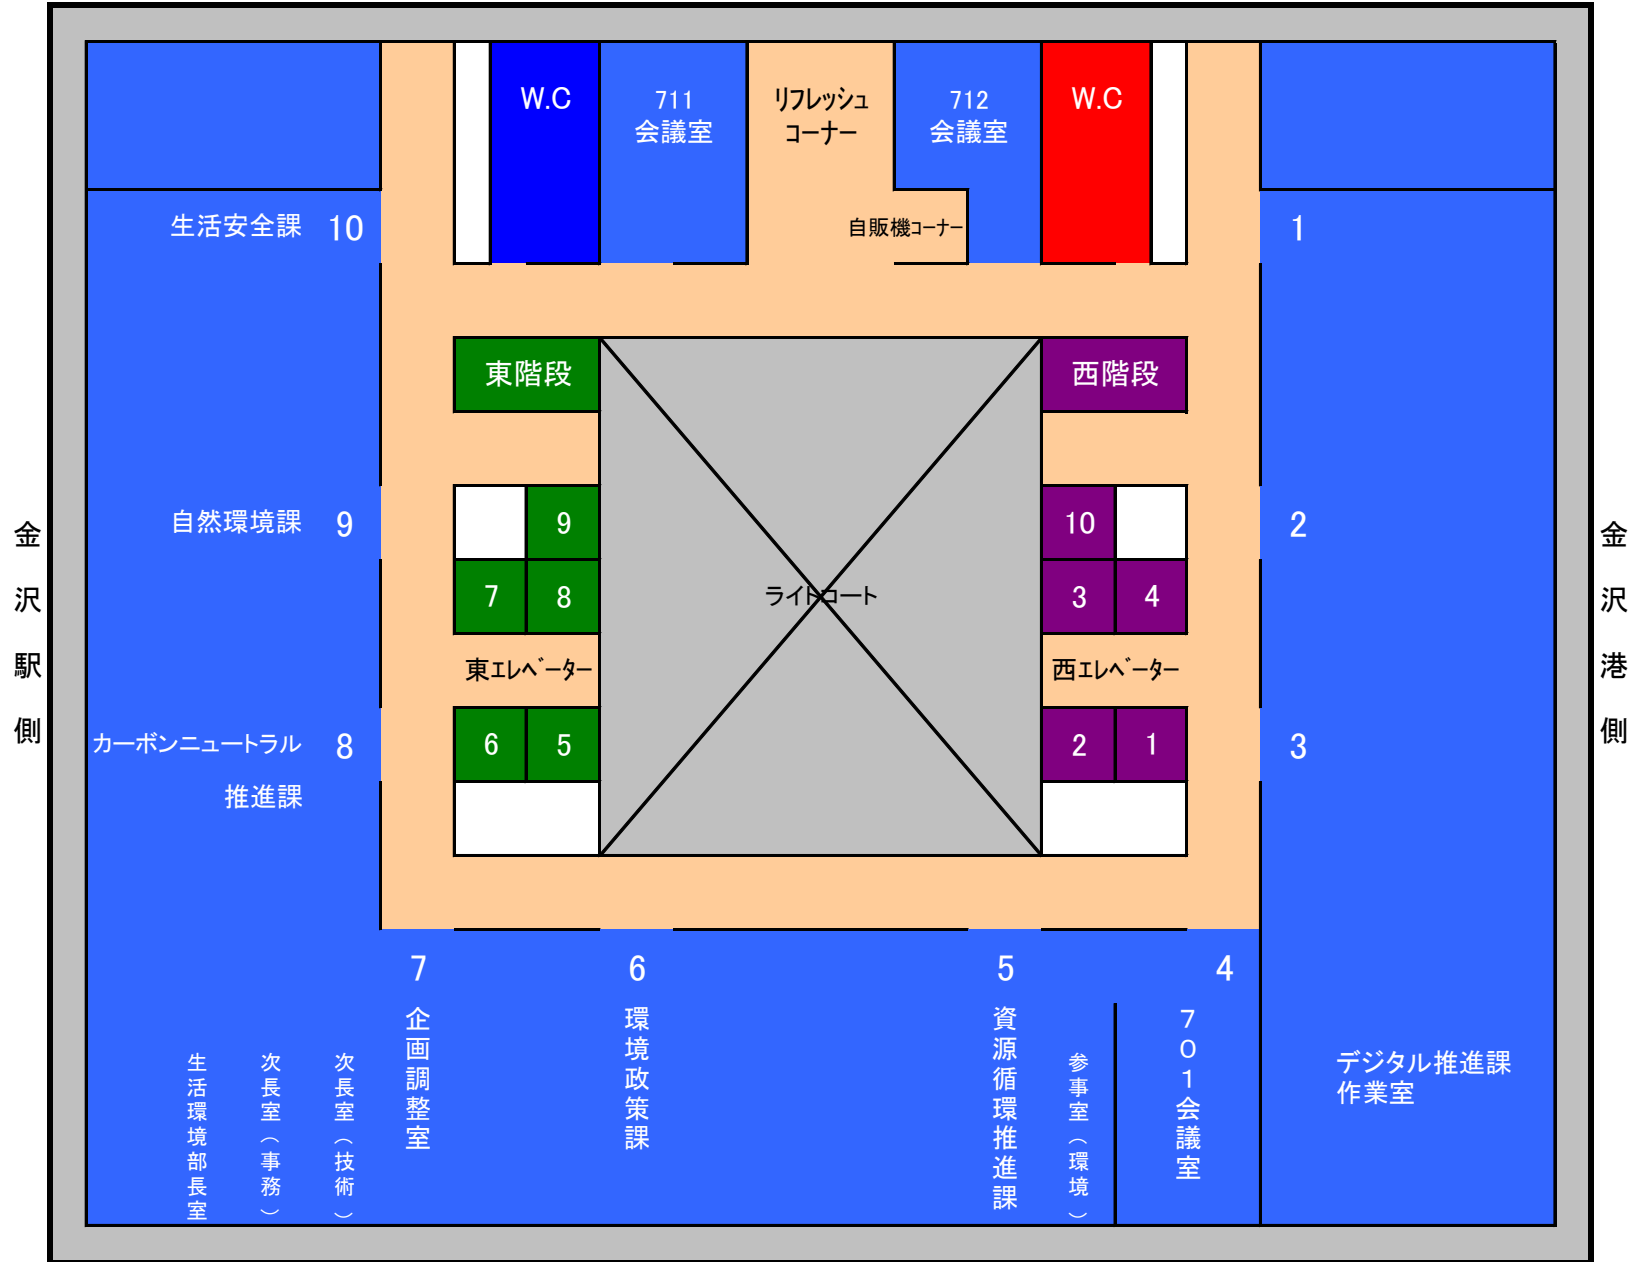 W.C
711
会議室
リフレッシュ
コーナー
712
会議室
W.C
生活安全課 10
自販機コーナー
1
東階段
西階段
金沢駅側
自然環境課 9
9
10
2
金沢港側
7 8
ライトコート
3 4
東エレベーター
西エレベーター
カーボンニュートラル 8
推進課
6 5
2 1
3
7
6
5
4
生活環境部長室
次長室（事務）
次長室（技術）
企画調整室
環境政策課
資源循環推進課
参事室（環境）
701会議室
デジタル推進課
作業室